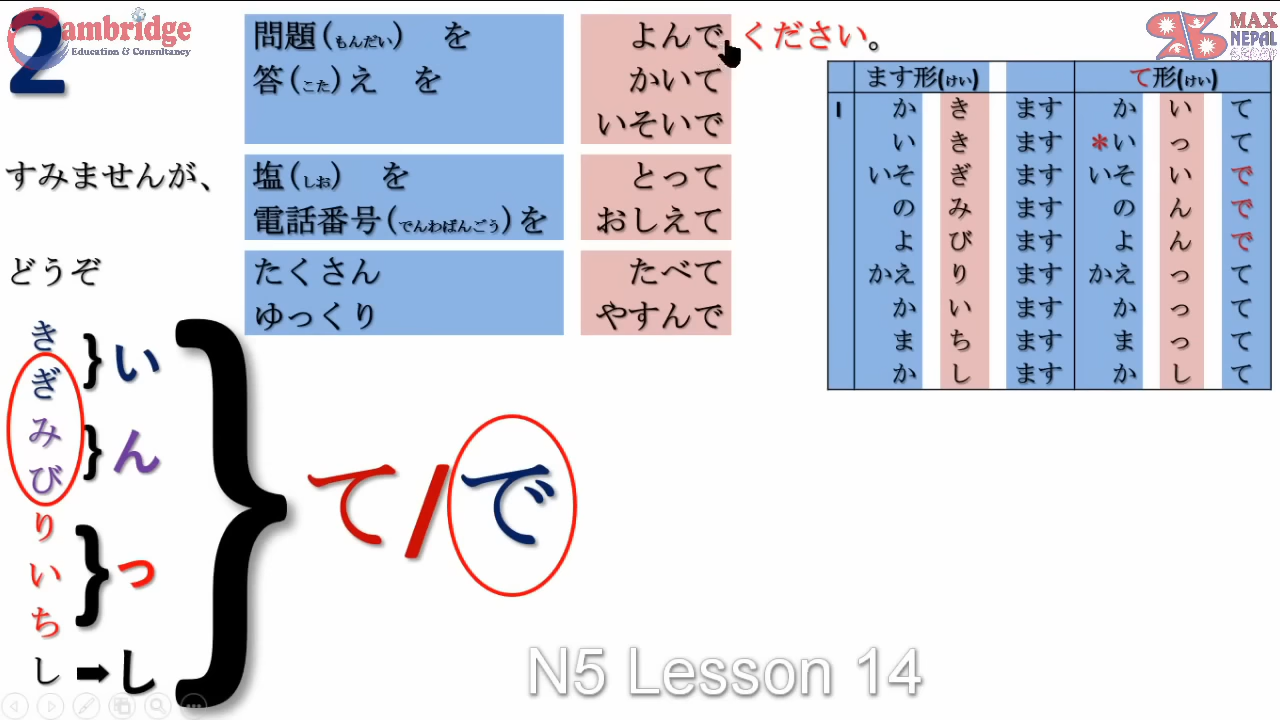 2
Cambridge
Education & Consultancy
MAX
NEPAL
問題(もんだい) を よんで ください。
答(こた)え を かいて
いそいで
すみませんが、 塩(しお) を とって
電話番号(でんわばんごう)を おしえて
どうぞ たくさん たべて
ゆっくり やすんで
ます形(けい) て形(けい)
I か き ます か い て
い き ます *い っ て
いそ ぎ ます いそ い で
の み ます の ん で
よ び ます よ ん で
かえ り ます かえ っ て
か い ます か っ て
ま ち ます ま っ て
か し ます か し て
き
ぎ
} い
み
び
} ん
り
い
ち
} っ
し ➡ し
} て/で
N5 Lesson 14